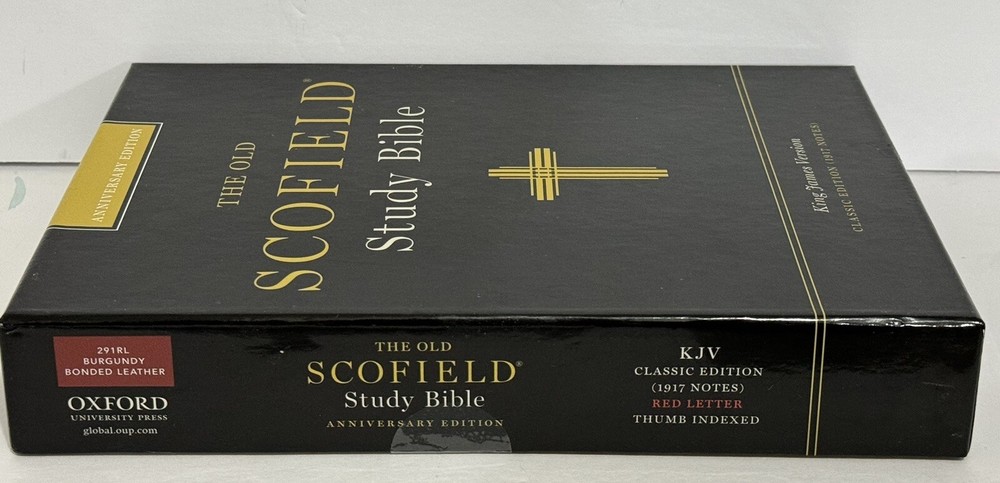 ANNIVERSARY EDITION
THE OLD
SCOFIELD®
Study Bible
King James Version
CLASSIC EDITION (1917 NOTES)
291RL
BURGUNDY
BONDED LEATHER
OXFORD
UNIVERSITY PRESS
global.oup.com
THE OLD
SCOFIELD®
Study Bible
ANNIVERSARY EDITION
KJV
CLASSIC EDITION
(1917 NOTES)
RED LETTER
THUMB INDEXED